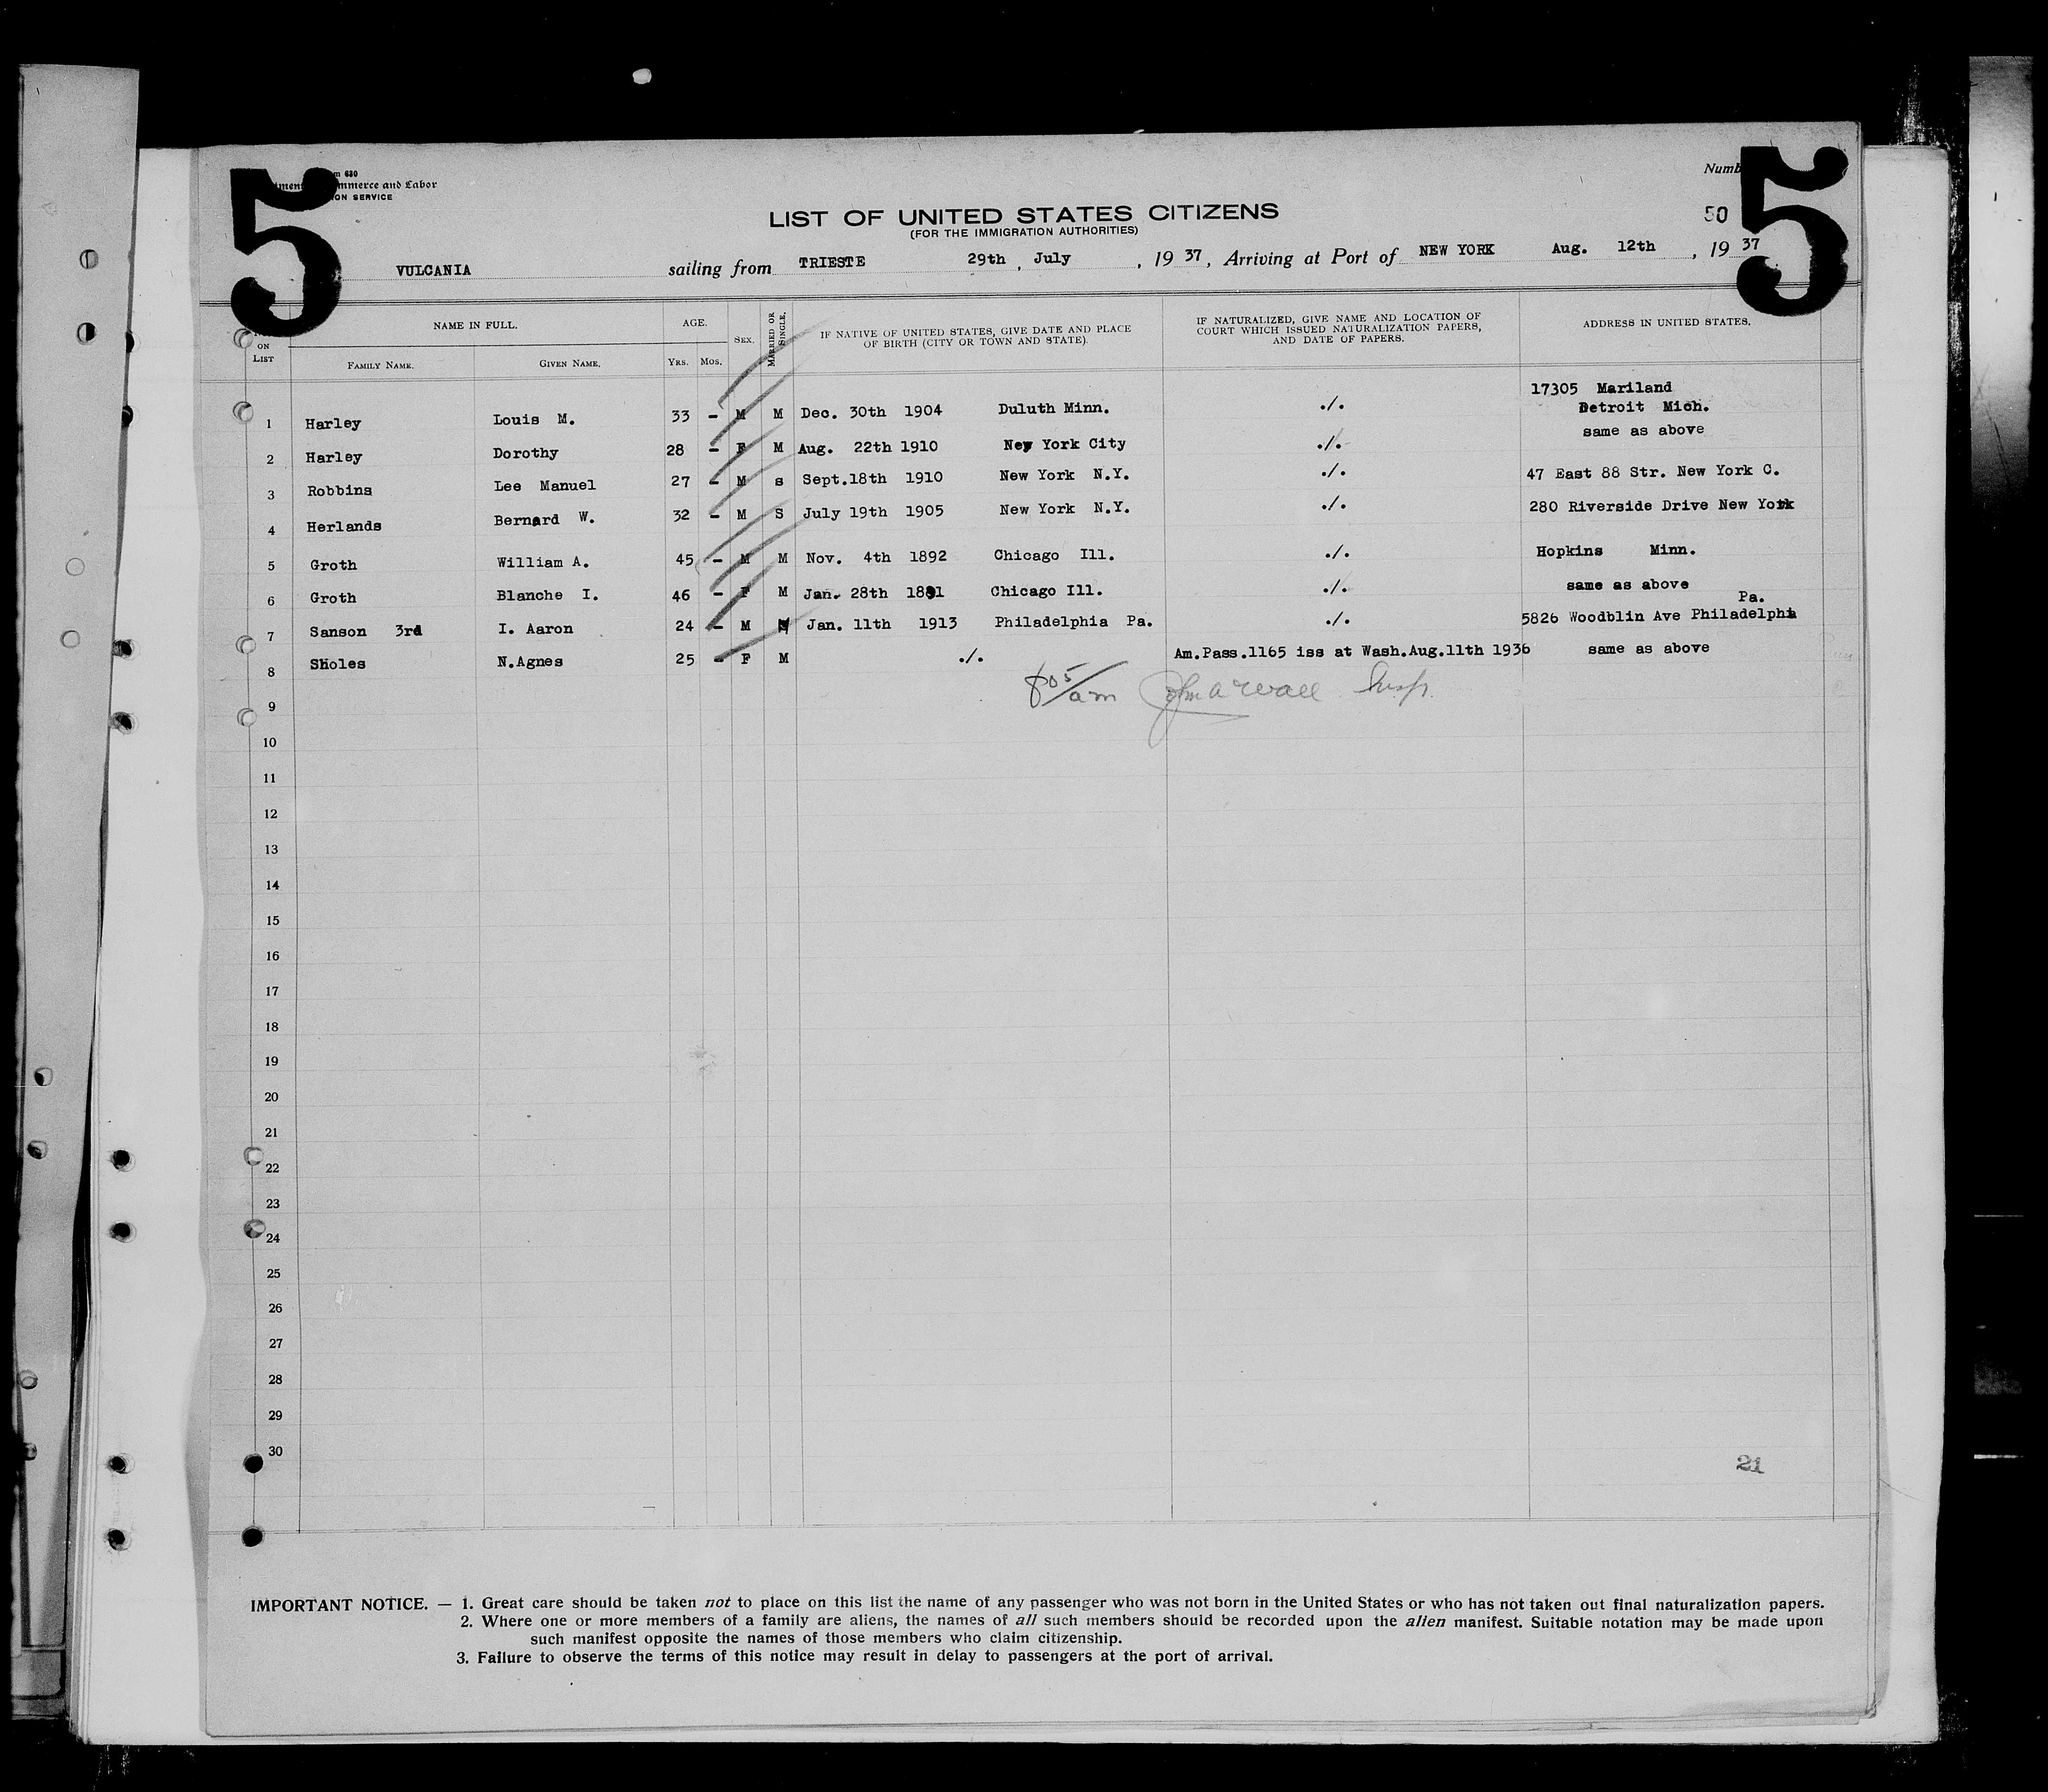 5
5
630
mmerce and Labor
ON SERVICE
Numb
50
LIST OF UNITED STATES CITIZENS
(FOR THE IMMIGRATION AUTHORITIES)
VULCANIA sailing from TRIESTE 29th, July, 1937, Arriving at Port of NEW YORK Aug. 12th, 1937
ON LIST
NAME IN FULL.
FAMILY NAME.
GIVEN NAME.
AGE.
YRS.
MOS.
SEX.
MARRIED OR SINGLE.
IF NATIVE OF UNITED STATES, GIVE DATE AND PLACE
OF BIRTH (CITY OR TOWN AND STATE).
IF NATURALIZED, GIVE NAME AND LOCATION OF
COURT WHICH ISSUED NATURALIZATION PAPERS,
AND DATE OF PAPERS.
ADDRESS IN UNITED STATES.
17305 Mariland
1 Harley Louis M. 33 - M M Dec. 30th 1904 Duluth Minn. ./. Detroit Mich.
2 Harley Dorothy 28 - F M Aug. 22th 1910 New York City ./. same as above
3 Robbins Lee Manuel 27 - M s Sept.18th 1910 New York N.Y. ./. 47 East 88 Str. New York C.
4 Herlands Bernard W. 32 - M S July 19th 1905 New York N.Y. ./. 280 Riverside Drive New York
5 Groth William A. 45 - M M Nov. 4th 1892 Chicago Ill. ./. Hopkins Minn.
6 Groth Blanche I. 46 - F M Jan. 28th 1891 Chicago Ill. ./. same as above
Pa.
7 Sanson 3rd I. Aaron 24 - M M Jan. 11th 1913 Philadelphia Pa. ./. 5826 Woodblin Ave Philadelphia
8 Sholes N.Agnes 25 - F M ./. Am.Pass.1165 iss at Wash.Aug.11th 1936 same as above
8 05/am John A Wall Insp.
9
10
11
12
13
14
15
16
17
18
19
20
21
22
23
24
25
26
27
28
29
30
21
IMPORTANT NOTICE. — 1. Great care should be taken not to place on this list the name of any passenger who was not born in the United States or who has not taken out final naturalization papers.
2. Where one or more members of a family are aliens, the names of all such members should be recorded upon the alien manifest. Suitable notation may be made upon
such manifest opposite the names of those members who claim citizenship.
3. Failure to observe the terms of this notice may result in delay to passengers at the port of arrival.